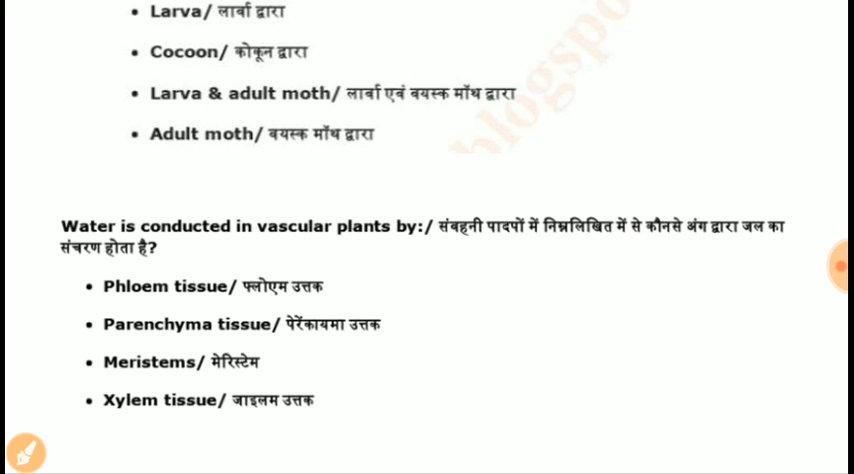 • Larva/ लार्वा द्वारा
• Cocoon/ कोकून द्वारा
• Larva & adult moth/ लार्वा एवं वयस्क मॉथ द्वारा
• Adult moth/ वयस्क मॉथ द्वारा
blogspo
Water is conducted in vascular plants by:/ संवहनी पादपों में निम्नलिखित में से कौनसे अंग द्वारा जल का
संचरण होता है?
• Phloem tissue/ फ्लोएम उत्तक
• Parenchyma tissue/ पेरेंकायमा उत्तक
• Meristems/ मेरिस्टेम
• Xylem tissue/ जाइलम उत्तक